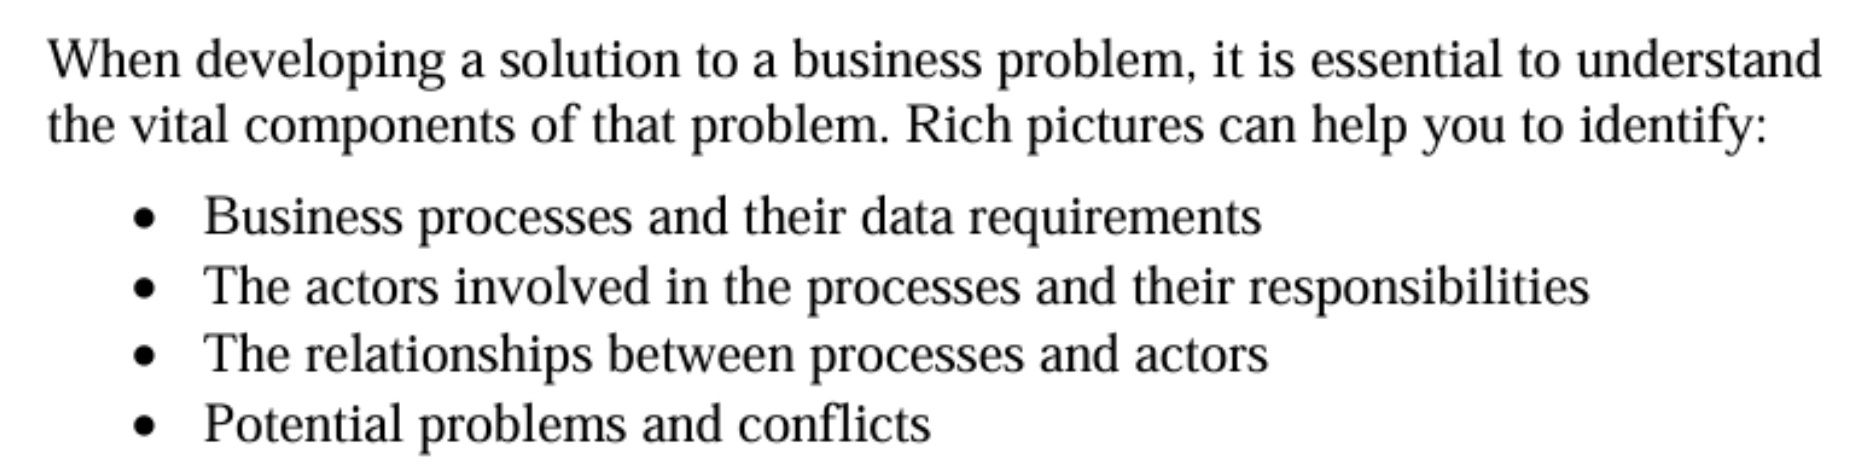 When developing a solution to a business problem, it is essential to understand
the vital components of that problem. Rich pictures can help you to identify:
• Business processes and their data requirements
• The actors involved in the processes and their responsibilities
• The relationships between processes and actors
• Potential problems and conflicts